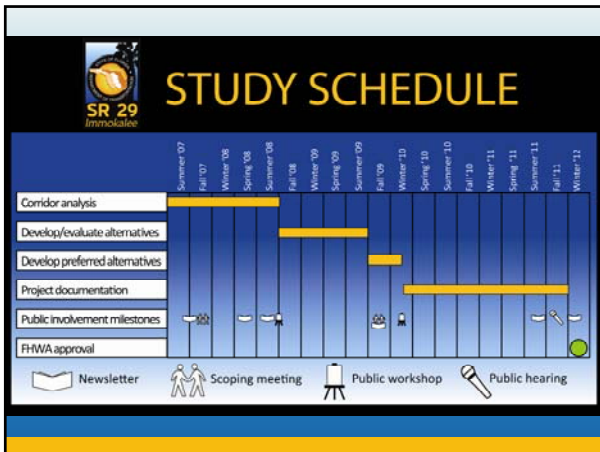 SR 29
Immokalee
STUDY SCHEDULE
Summer '07
Fall '07
Winter '08
Spring '08
Summer '08
Fall '08
Winter '09
Spring '09
Summer '09
Fall '09
Winter '10
Spring '10
Summer '10
Fall '10
Winter '11
Spring '11
Summer '11
Fall '11
Winter '12
Corridor analysis
Develop/evaluate alternatives
Develop preferred alternatives
Project documentation
Public involvement milestones
FHWA approval
Newsletter
Scoping meeting
Public workshop
Public hearing